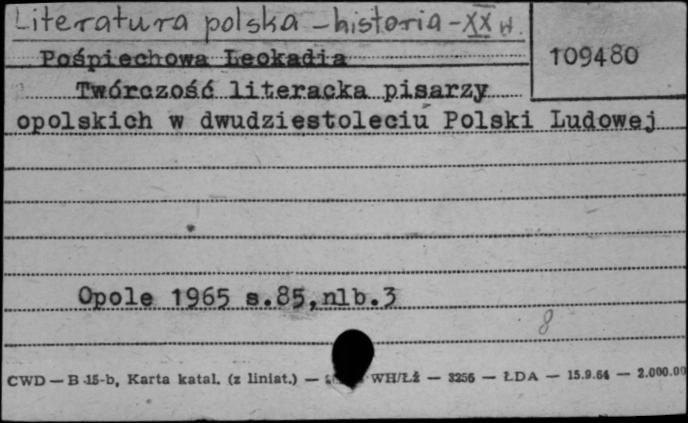 Literatura polska - historia - XX w.
Pośpiechowa Leokadia
109480
Twórczość literacka pisarzy
opolskich w dwudziestoleciu Polski Ludowej
Opole 1965 s.85,nlb.3
8
CWD — B 15-b, Karta katal. (z liniat.) — WH/Łż — 3256 — ŁDA — 15.9.64 — 2.000.00